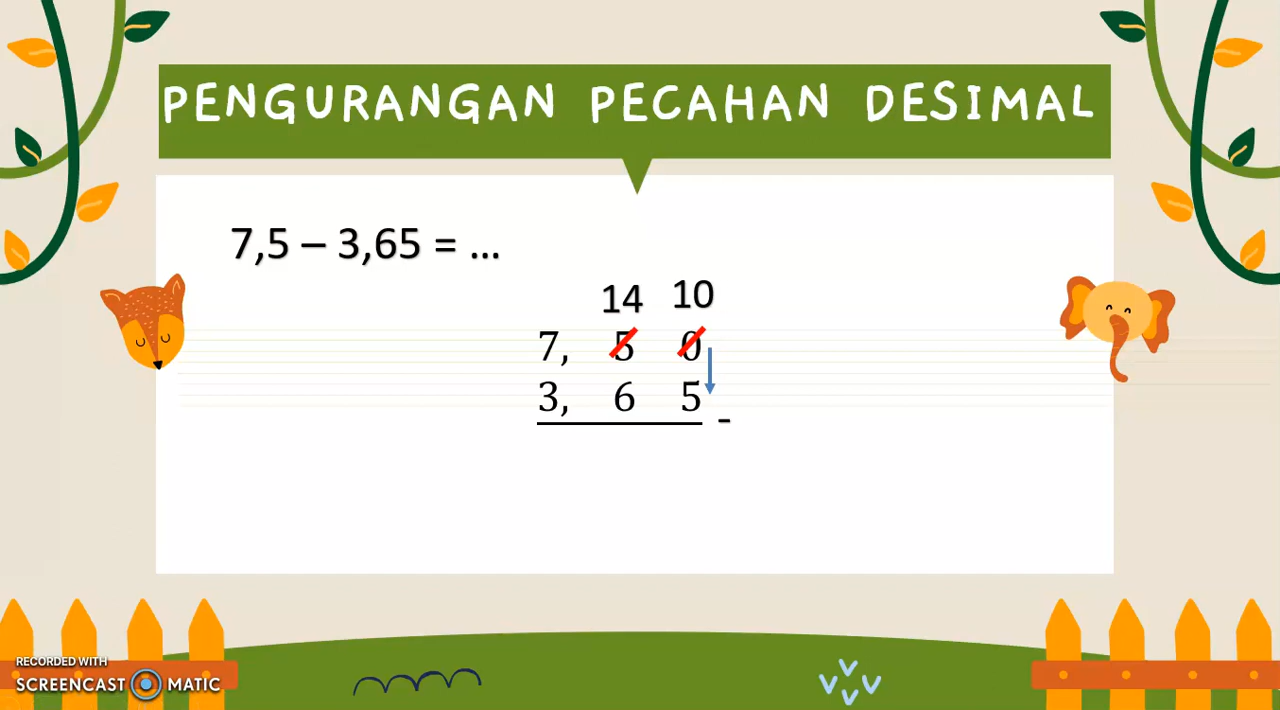 PENGURANGAN PECAHAN DESIMAL
7,5 – 3,65 = ...
14 10
7, 5 0
3, 6 5 -
RECORDED WITH
SCREENCAST MATIC